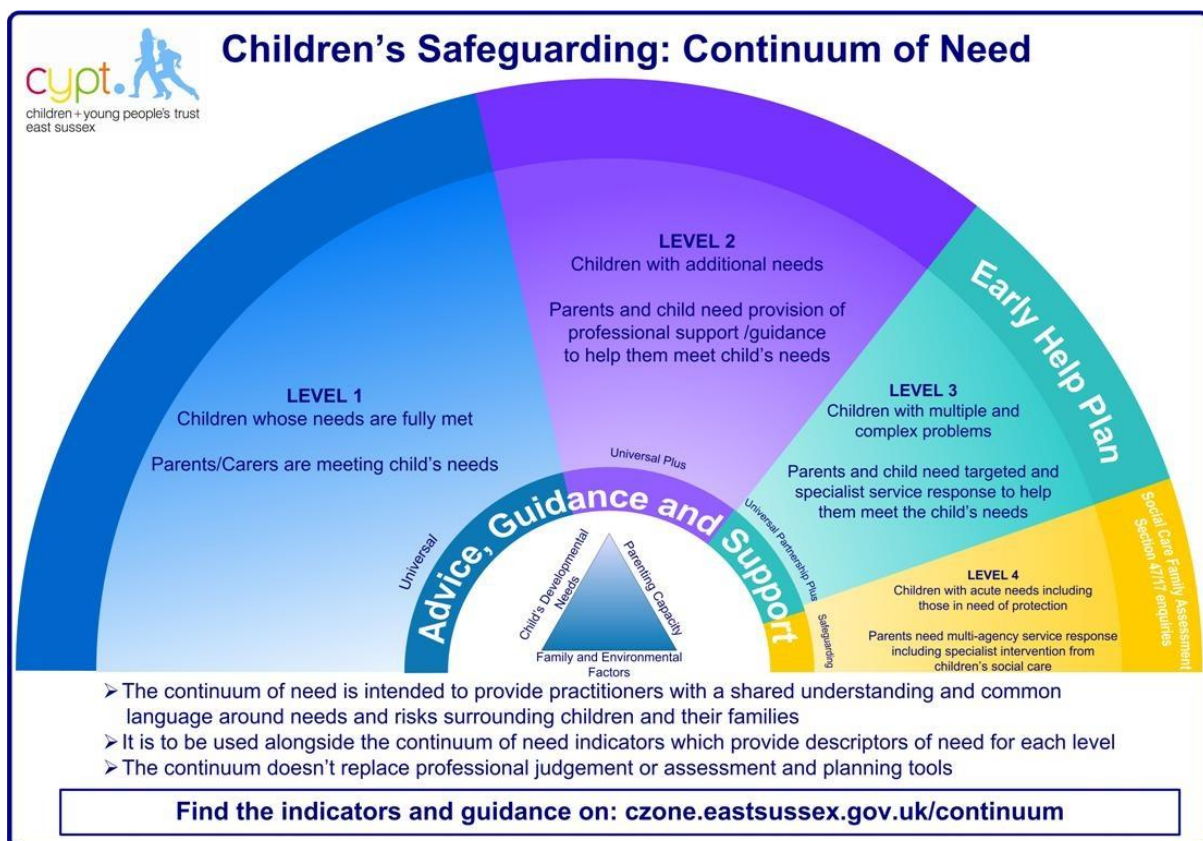 Children's Safeguarding: Continuum of Need
cypt.
children+young people's trust
east sussex
LEVEL 1
Children whose needs are fully met
Parents/Carers are meeting child's needs
LEVEL 2
Children with additional needs
Parents and child need provision of
professional support /guidance
to help them meet child's needs
Early Help Plan
LEVEL 3
Children with multiple and
complex problems
Parents and child need targeted and
specialist service response to help
them meet the child's needs
Social Care Family Assessment
Section 47/17 enquiries
LEVEL 4
Children with acute needs including
those in need of protection
Parents need multi-agency service response
including specialist intervention from
children's social care
Universal
Universal Plus
Universal Partnership Plus
Safeguarding
Advice, Guidance and Support
Child's Developmental
Needs
Parenting Capacity
Family and Environmental
Factors
➢ The continuum of need is intended to provide practitioners with a shared understanding and common
language around needs and risks surrounding children and their families
➢ It is to be used alongside the continuum of need indicators which provide descriptors of need for each level
➢ The continuum doesn't replace professional judgement or assessment and planning tools
Find the indicators and guidance on: czone.eastsussex.gov.uk/continuum